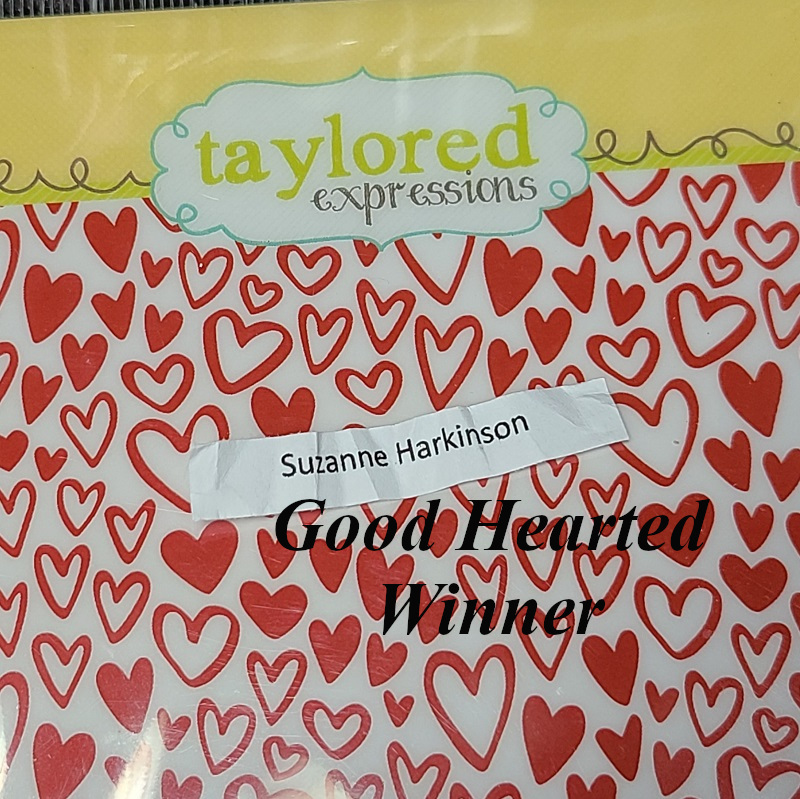 taylored
expressions
Suzanne Harkinson
Good Hearted
Winner